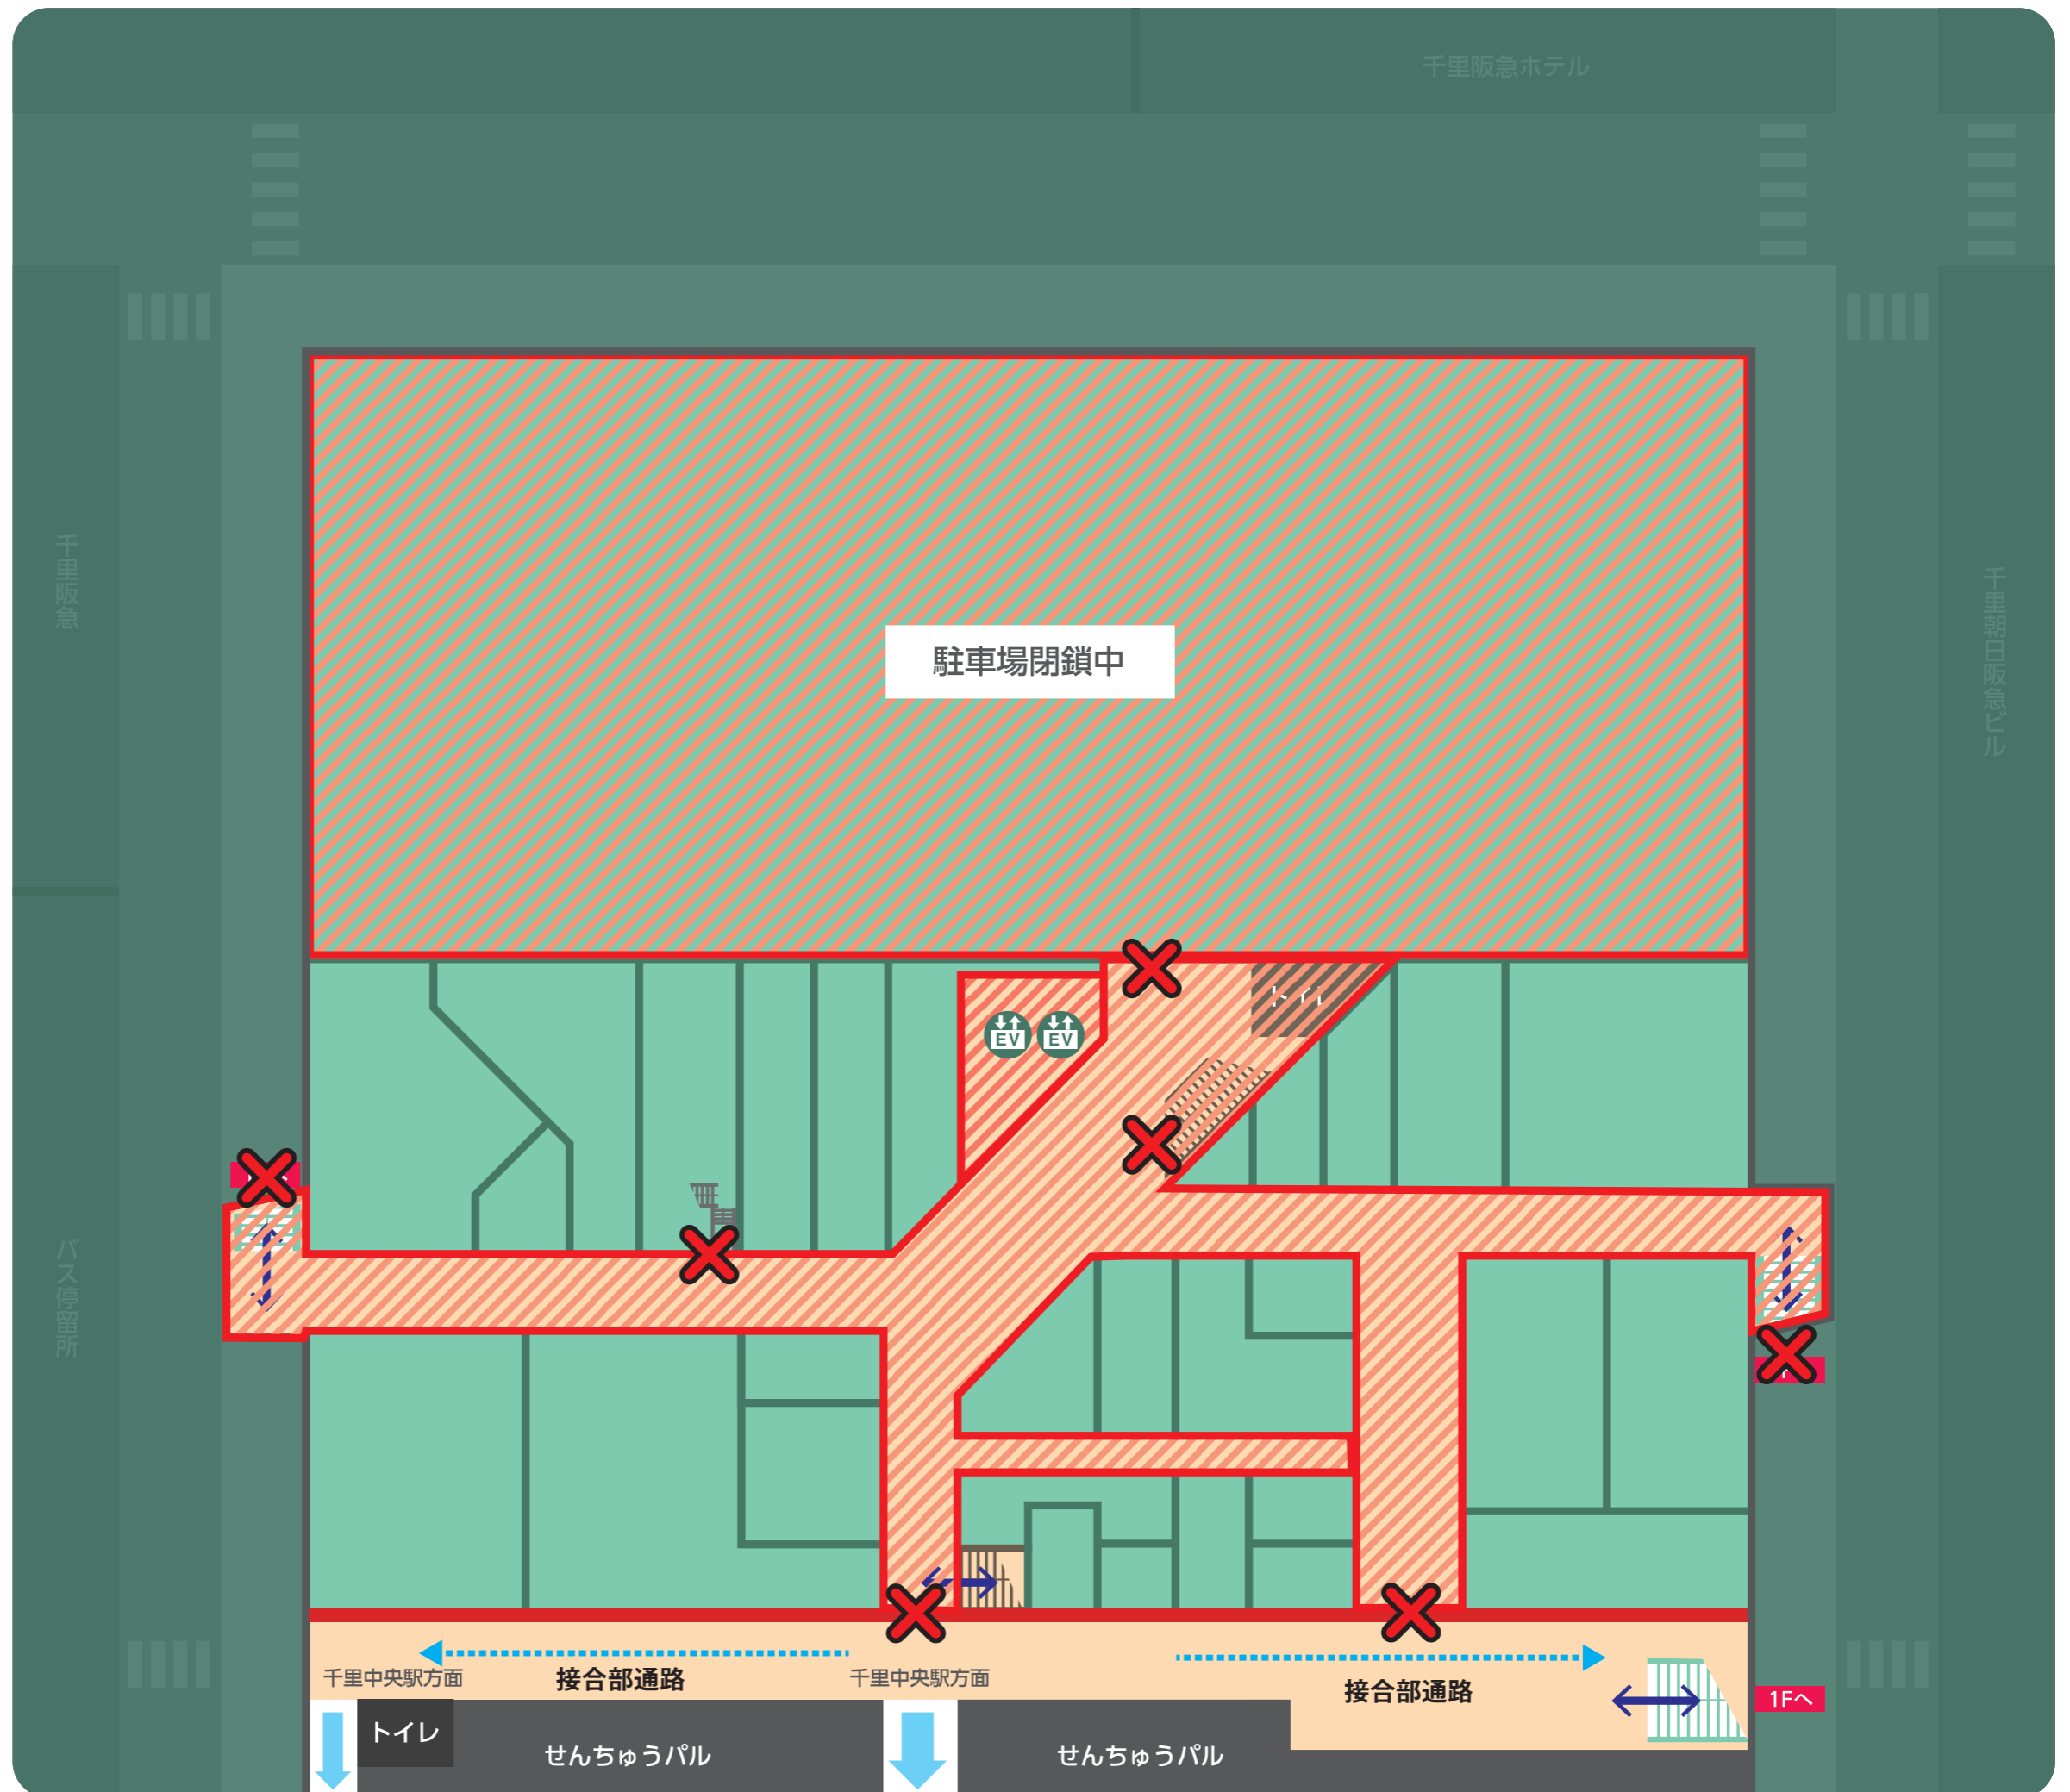 千里阪急ホテル
千里阪急
千里朝日阪急ビル
駐車場閉鎖中
EV
EV
バス停留所
千里中央駅方面
接合部通路
千里中央駅方面
接合部通路
1Fへ
トイレ
せんちゅうパル
せんちゅうパル